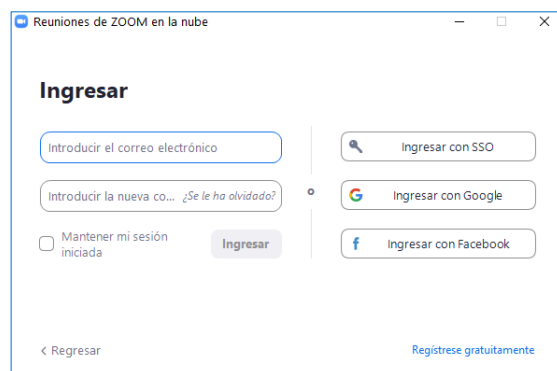 Reuniones de ZOOM en la nube
Ingresar
Introducir el correo electrónico
Introducir la nueva co... ¿Se le ha olvidado?
Mantener mi sesión
iniciada
Ingresar
o
Ingresar con SSO
Ingresar con Google
Ingresar con Facebook
< Regresar
Regístrese gratuitamente